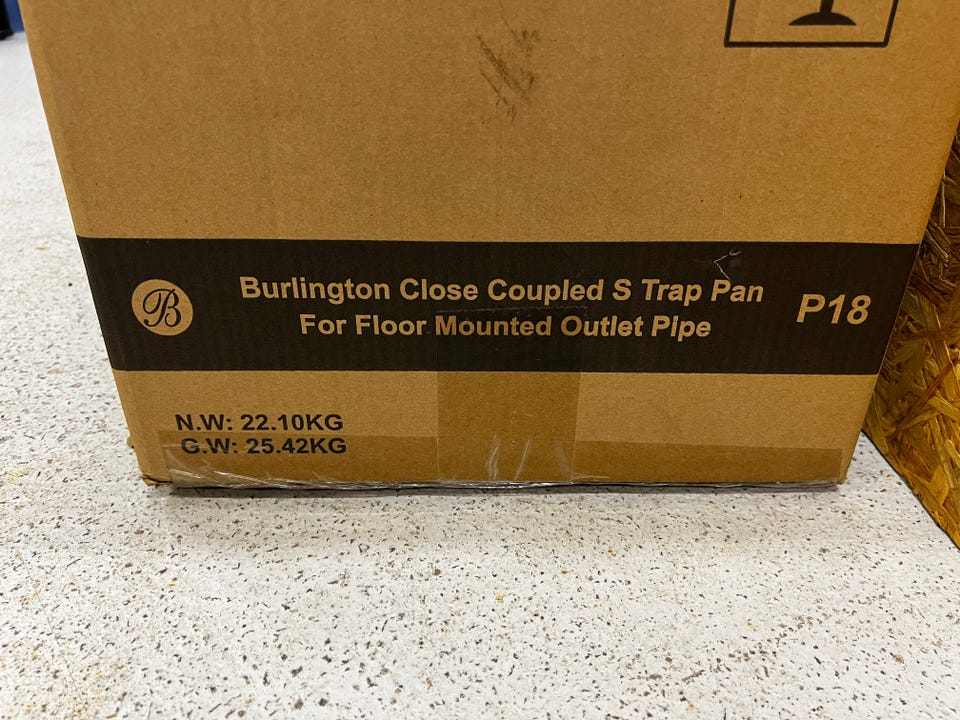 B
Burlington Close Coupled S Trap Pan
For Floor Mounted Outlet Pipe
P18
N.W: 22.10KG
G.W: 25.42KG